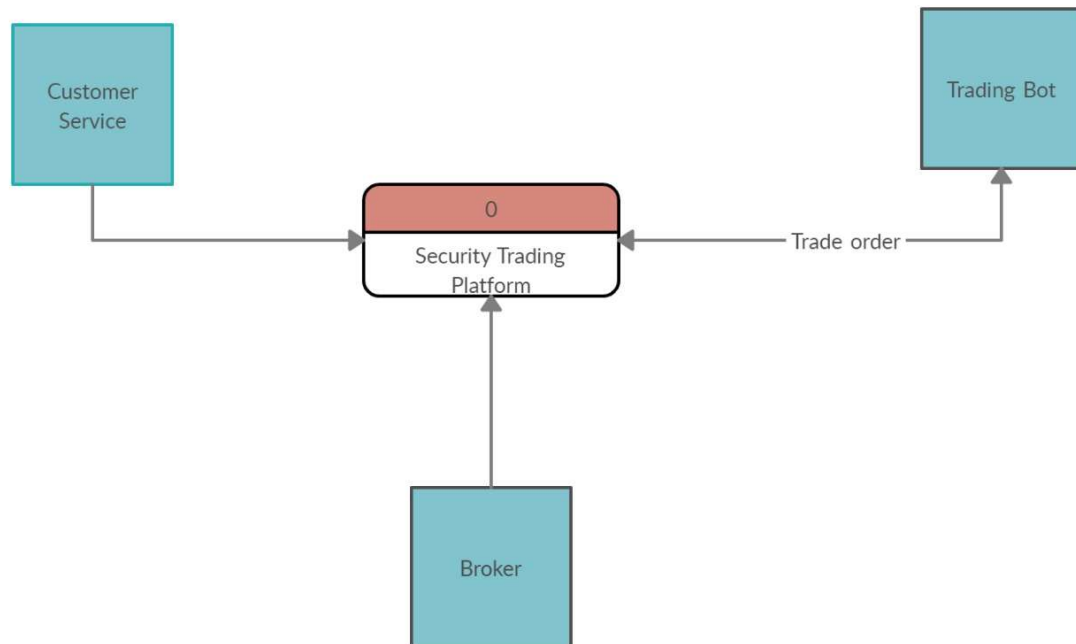 Customer
Service
Trading Bot
0
Security Trading
Platform
Trade order
Broker